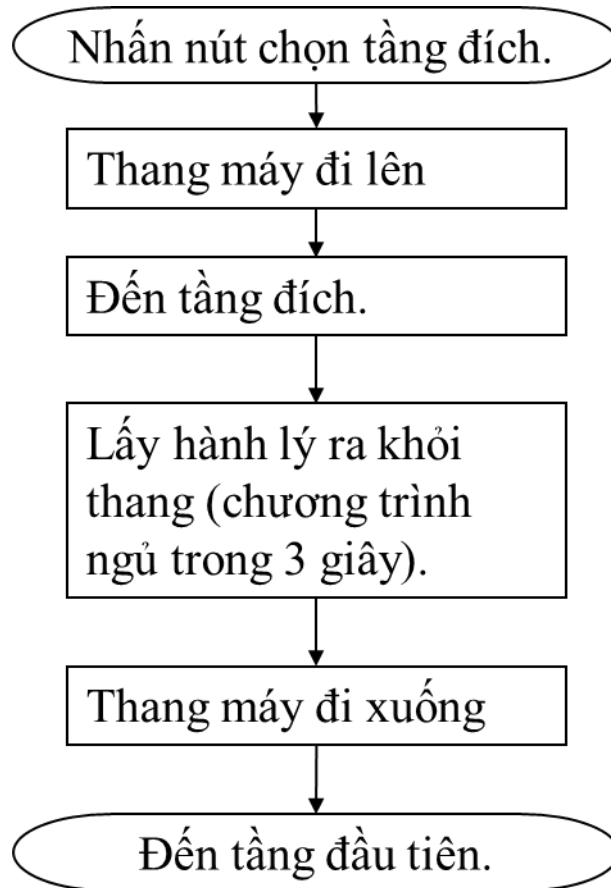 Nhấn nút chọn tầng đích.
Thang máy đi lên
Đến tầng đích.
Lấy hành lý ra khỏi
thang (chương trình
ngủ trong 3 giây).
Thang máy đi xuống
Đến tầng đầu tiên.